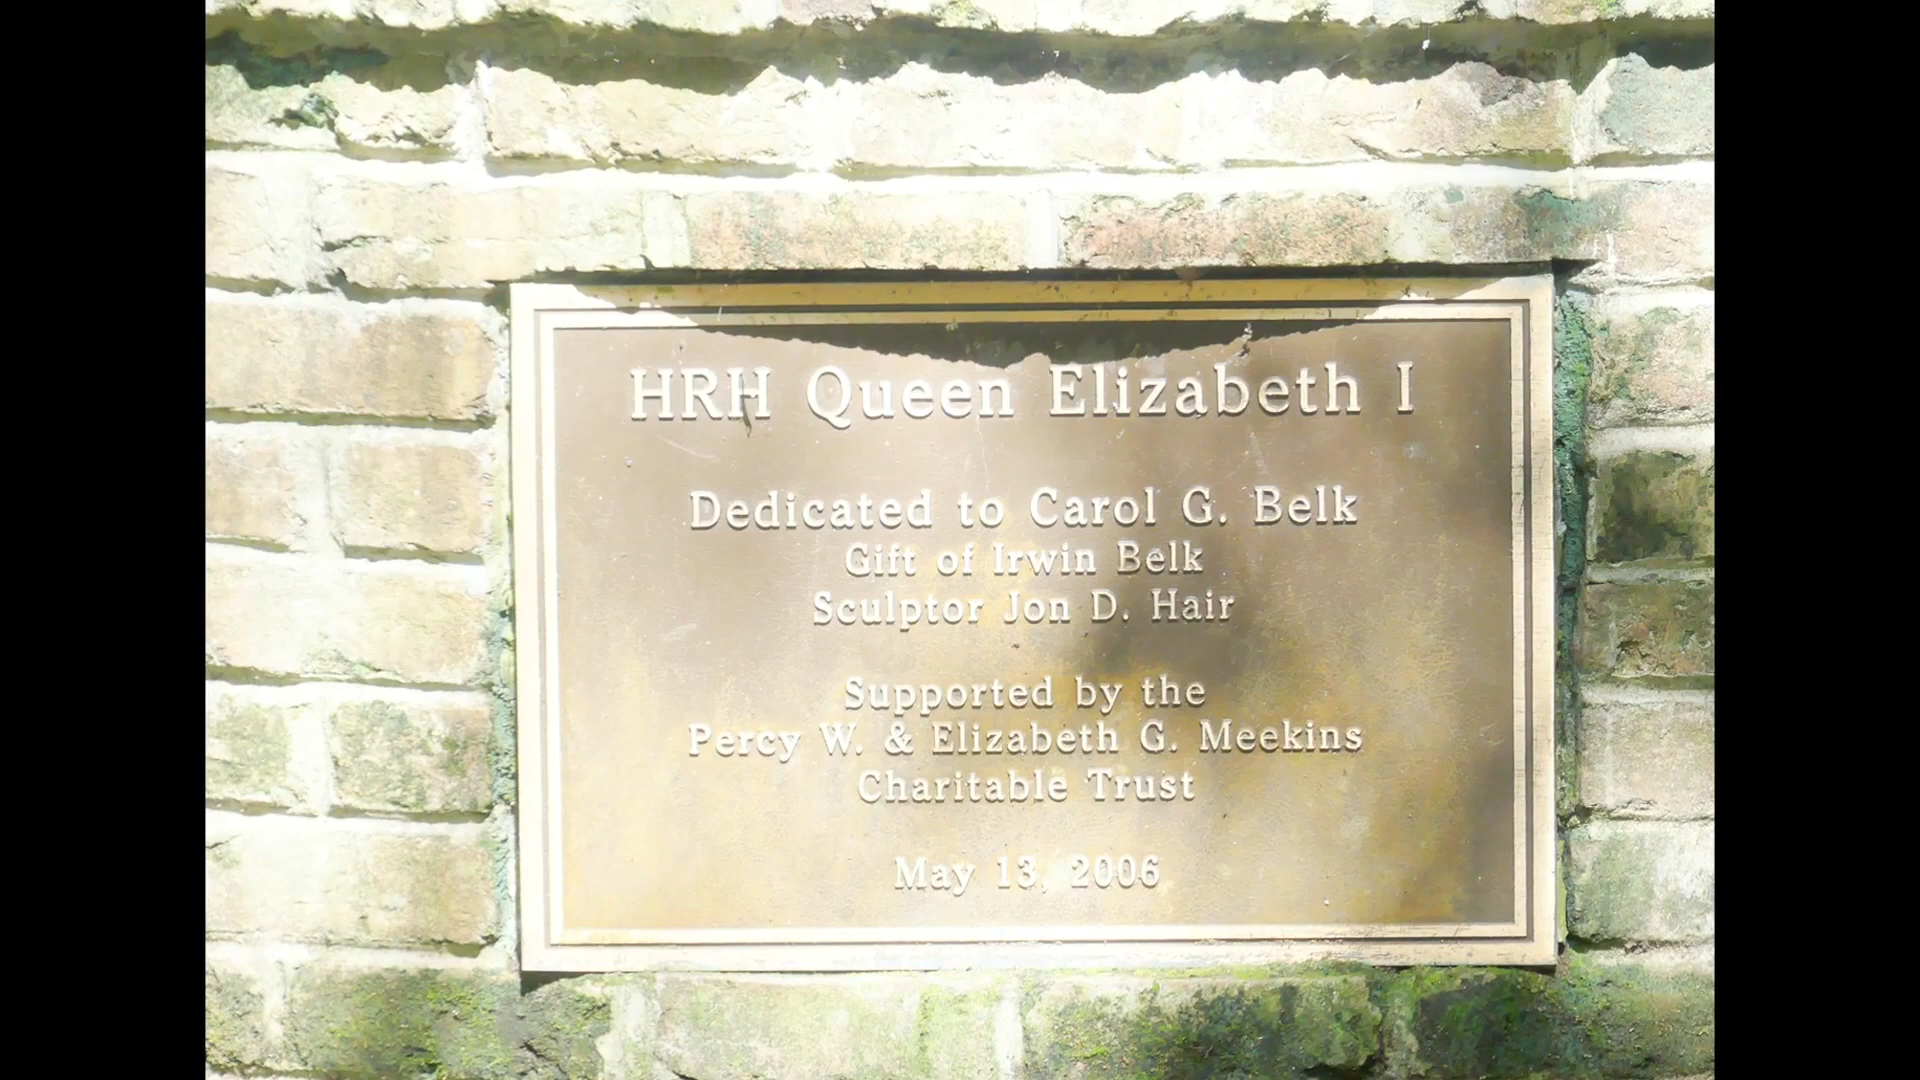 HRH Queen Elizabeth I
Dedicated to Carol G. Belk
Gift of Irwin Belk
Sculptor Jon D. Hair
Supported by the
Percy W. & Elizabeth G. Meekins
Charitable Trust
May 13, 2006